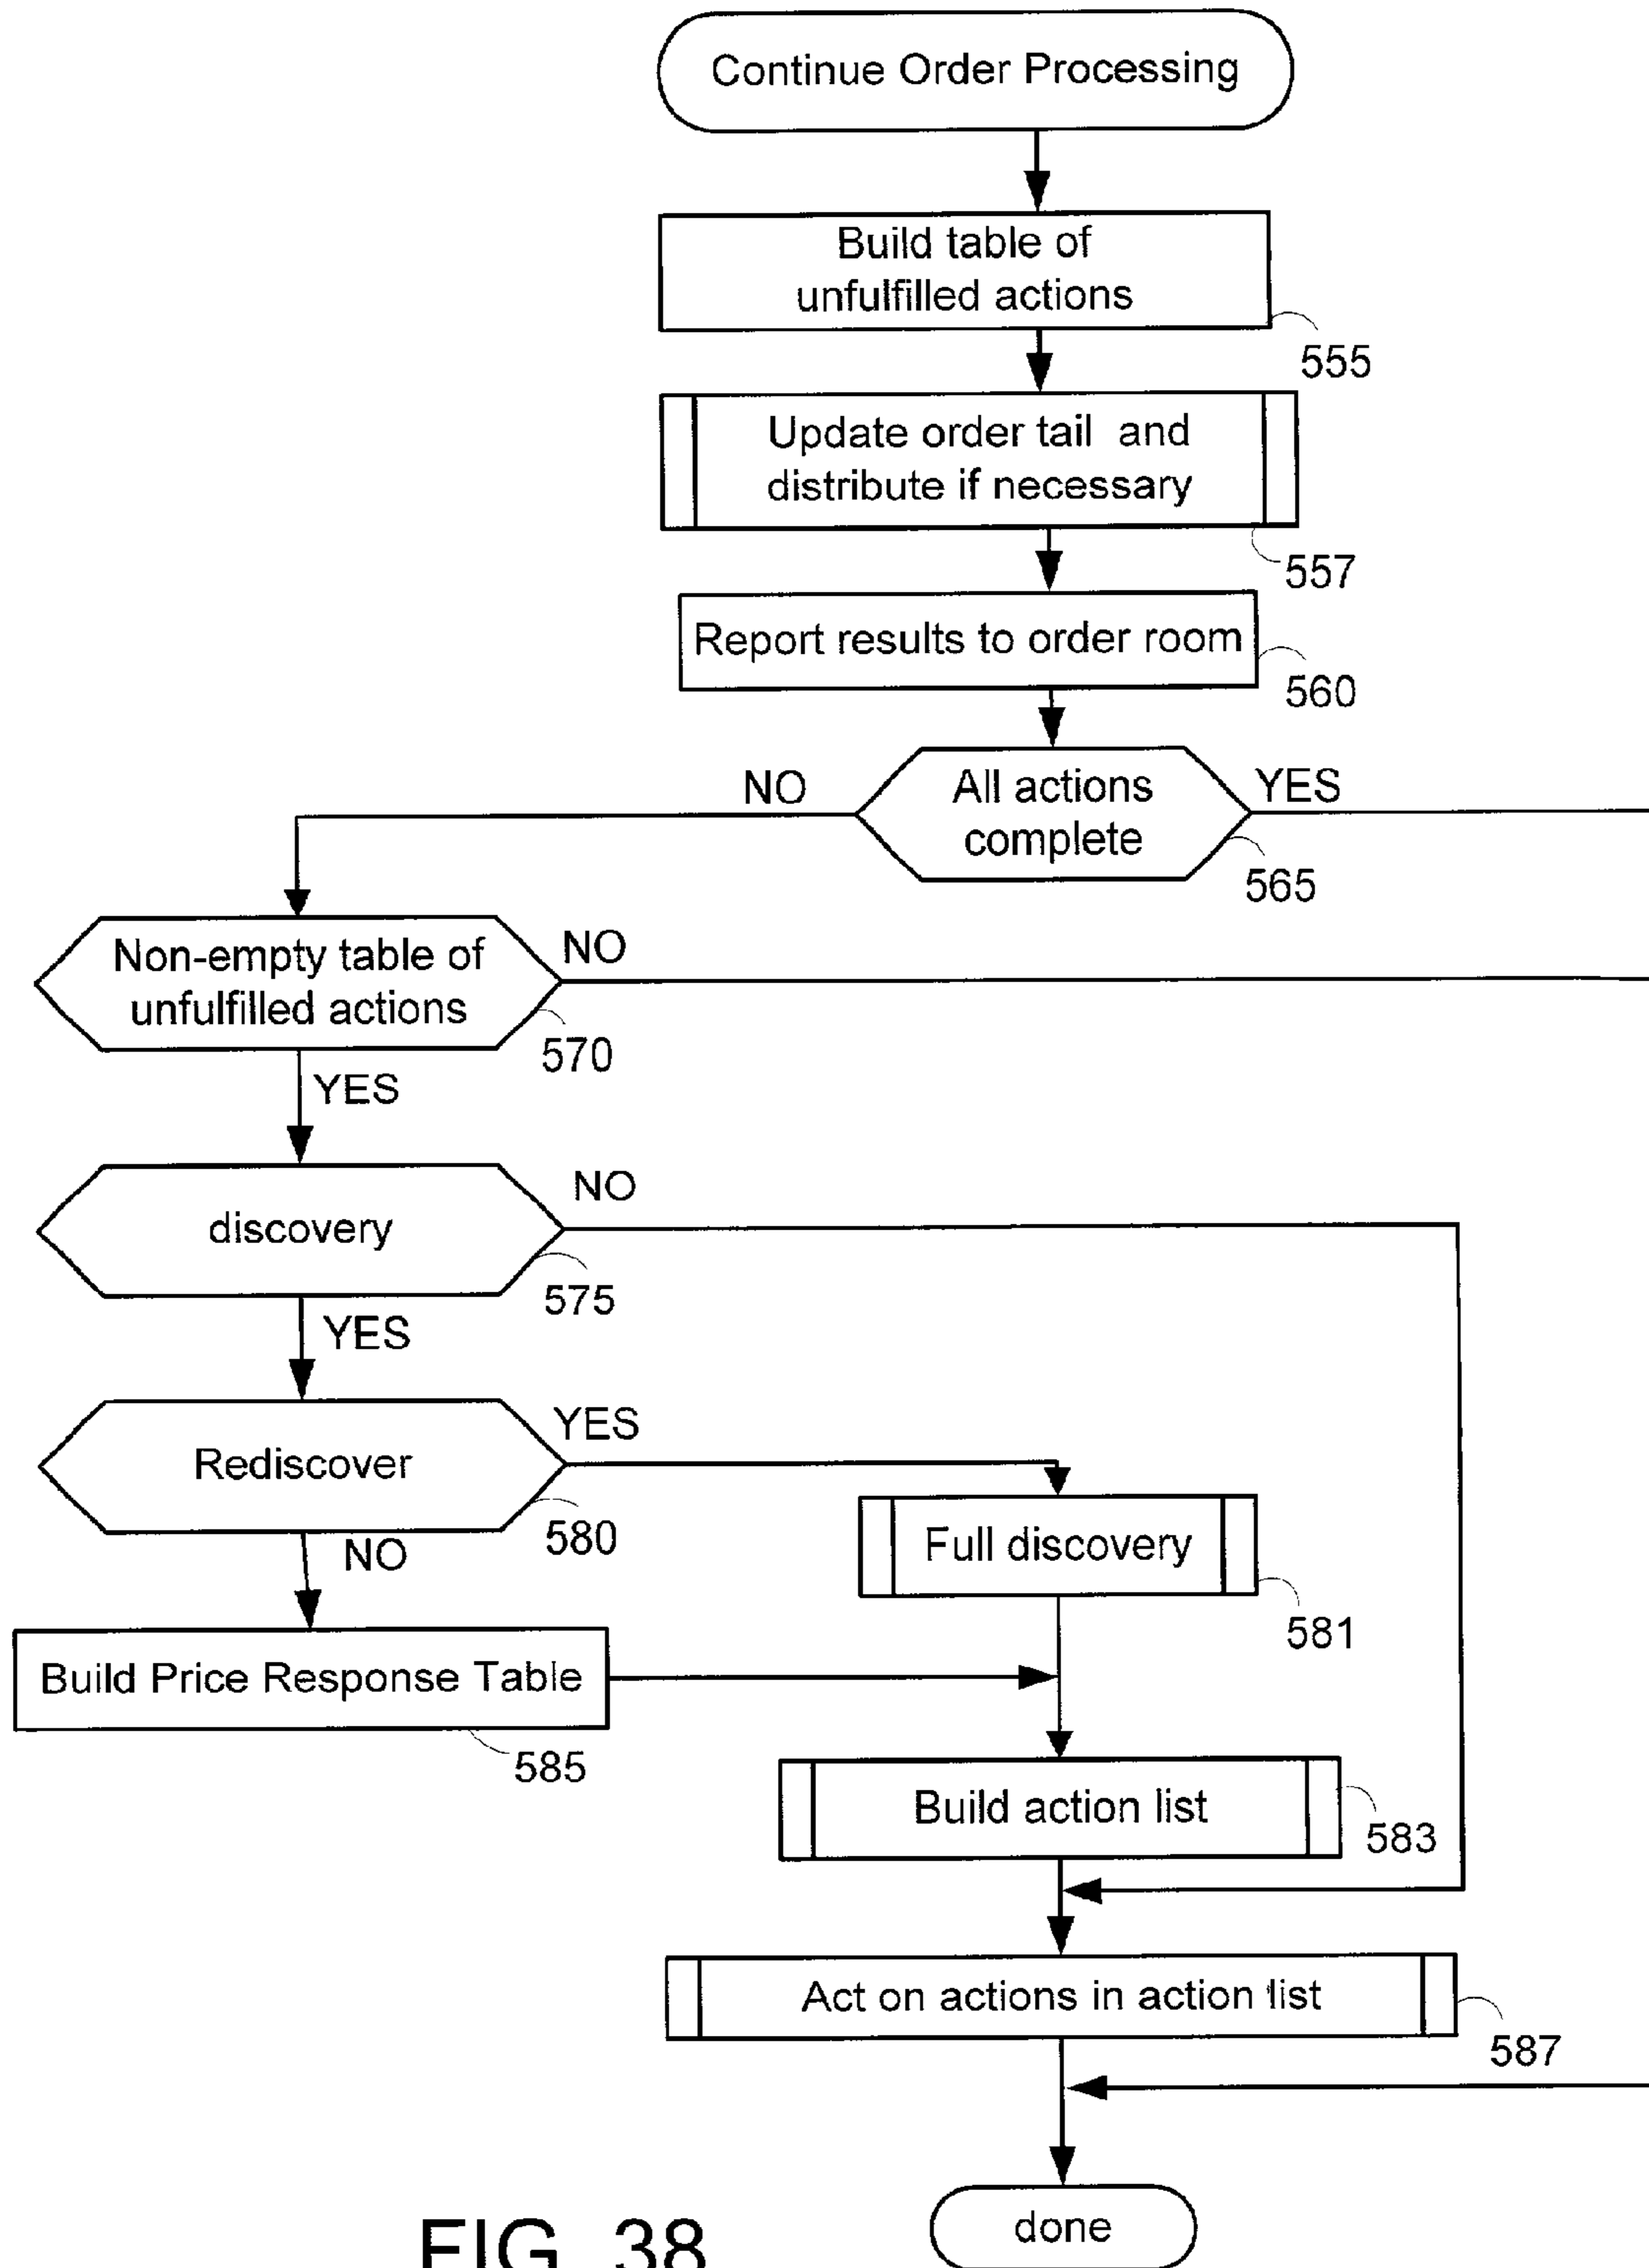 Continue Order Processing
Build table of
unfulfilled actions
555
Update order tail and
distribute if necessary
557
Report results to order room
560
NO
All actions
complete
YES
565
Non-empty table of
unfulfilled actions
NO
570
YES
discovery
NO
575
YES
Rediscover
YES
580
NO
Full discovery
581
Build Price Response Table
585
Build action list
583
Act on actions in action list
587
done
FIG. 38